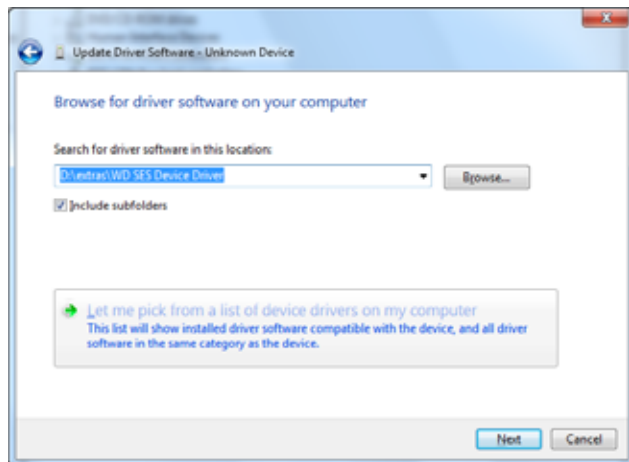 Update Driver Software - Unknown Device
Browse for driver software on your computer
Search for driver software in this location:
D:\extras\WD SES Device Driver
Browse...
Include subfolders
Let me pick from a list of device drivers on my computer
This list will show installed driver software compatible with the device, and all driver
software in the same category as the device.
Next
Cancel